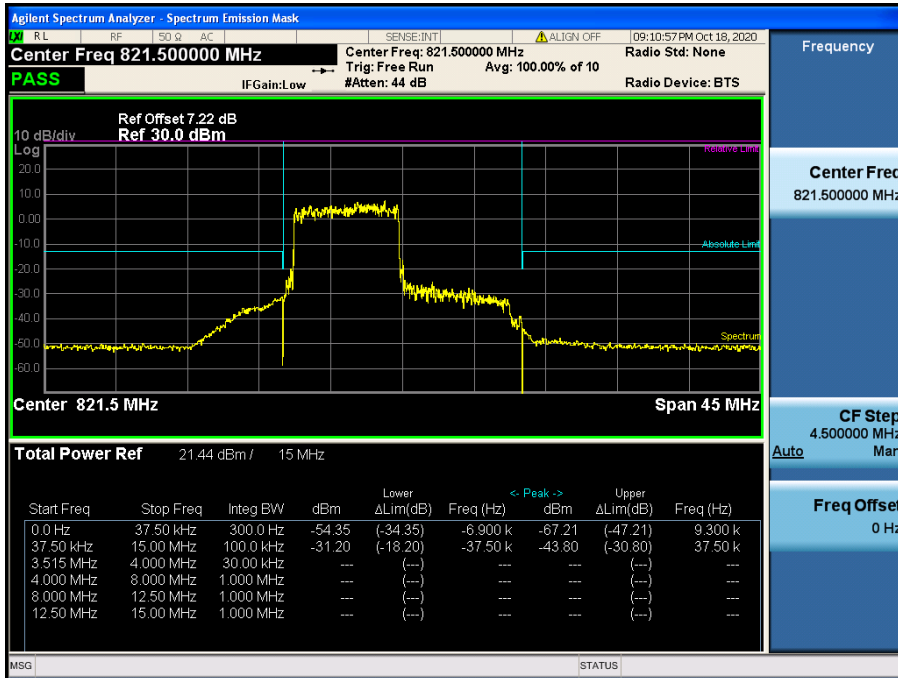 Agilent Spectrum Analyzer - Spectrum Emission Mask
LXI RL RF 50 Ω AC SENSE:INT ALIGN OFF 09:10:57 PM Oct 18, 2020
Center Freq 821.500000 MHz Center Freq: 821.500000 MHz Radio Std: None
Trig: Free Run Avg: 100.00% of 10
PASS IFGain:Low #Atten: 44 dB Radio Device: BTS
Ref Offset 7.22 dB
10 dB/div Ref 30.0 dBm
Log
Relative Limit
20.0
10.0
0.00
-10.0
Absolute Limit
-20.0
-30.0
-40.0
Spectrum
-50.0
-60.0
Center 821.5 MHz Span 45 MHz
Total Power Ref 21.44 dBm / 15 MHz
Lower <- Peak -> Upper
Start Freq Stop Freq Integ BW dBm ΔLim(dB) Freq (Hz) dBm ΔLim(dB) Freq (Hz)
0.0 Hz 37.50 kHz 300.0 Hz -54.35 (-34.35) -6.900 k -67.21 (-47.21) 9.300 k
37.50 kHz 15.00 MHz 100.0 kHz -31.20 (-18.20) -37.50 k -43.80 (-30.80) 37.50 k
3.515 MHz 4.000 MHz 30.00 kHz --- (---) --- --- (---) ---
4.000 MHz 8.000 MHz 1.000 MHz --- (---) --- --- (---) ---
8.000 MHz 12.50 MHz 1.000 MHz --- (---) --- --- (---) ---
12.50 MHz 15.00 MHz 1.000 MHz --- (---) --- --- (---) ---
MSG STATUS
Frequency
Center Freq
821.500000 MHz
CF Step
4.500000 MHz
Auto Man
Freq Offset
0 Hz